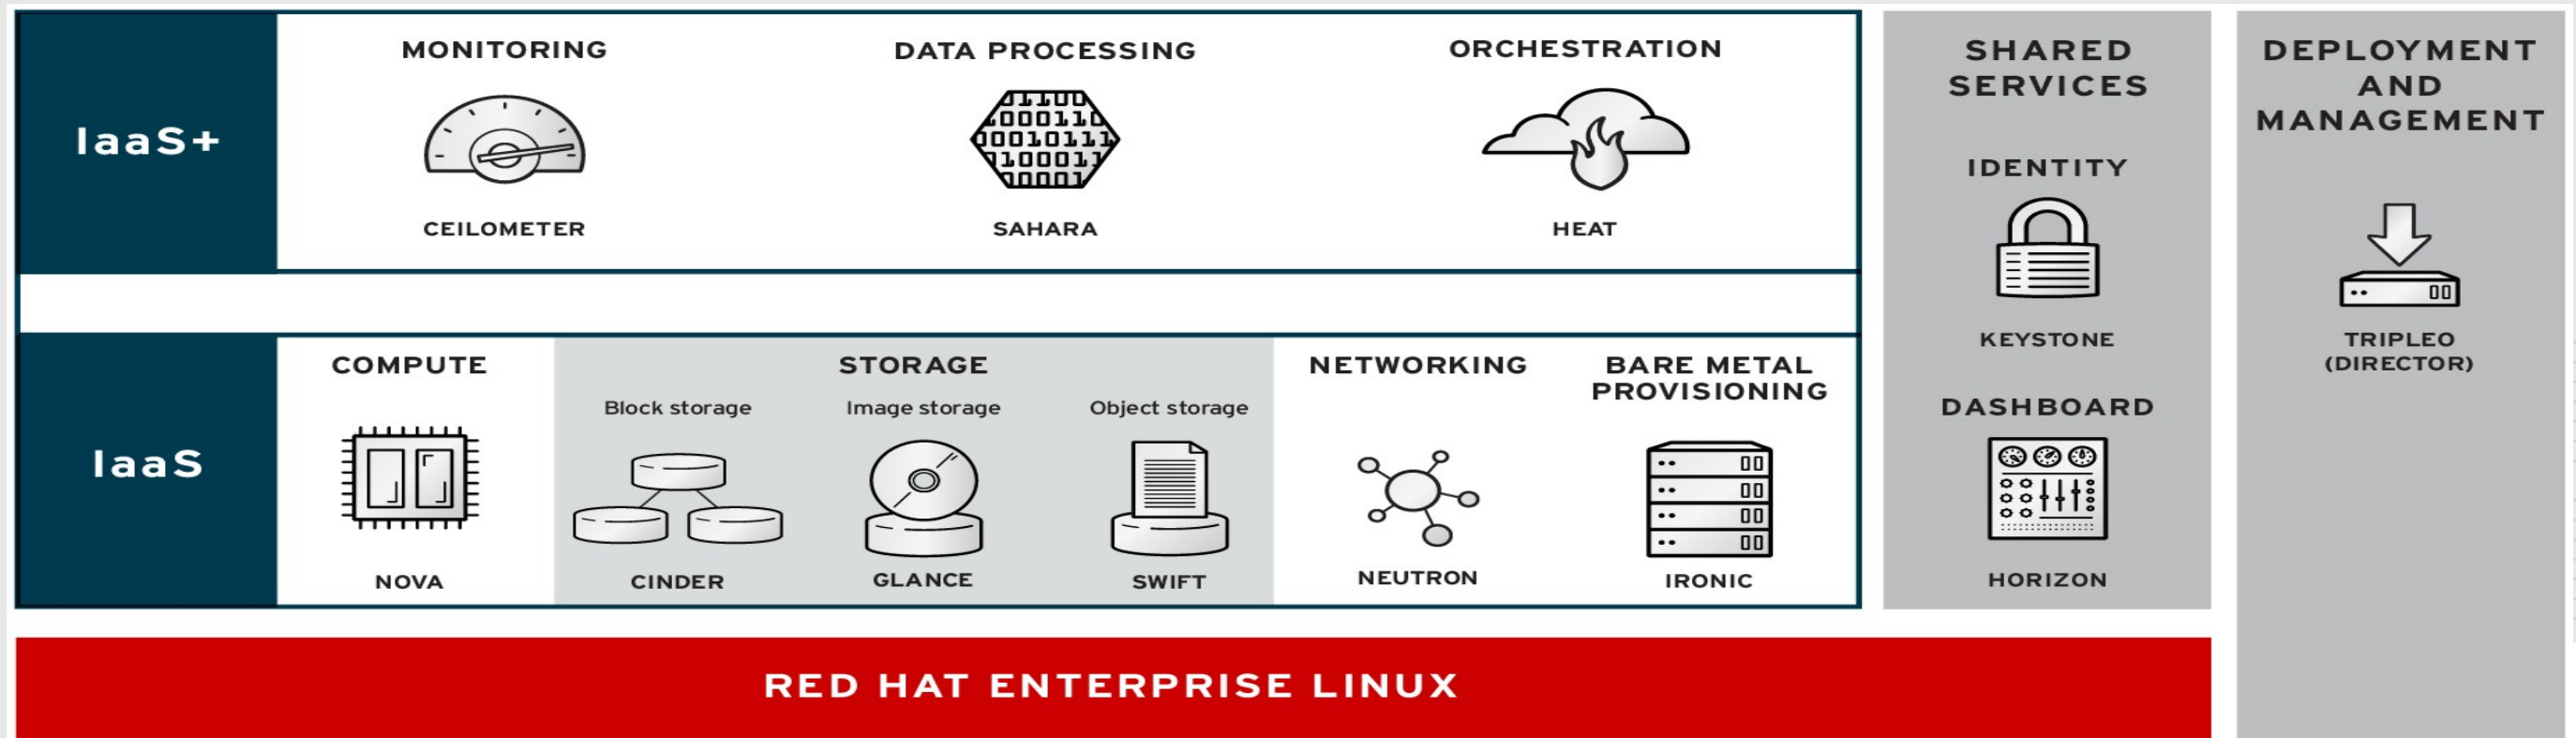 IaaS+
MONITORING
CEILOMETER
DATA PROCESSING
SAHARA
ORCHESTRATION
HEAT
IaaS
COMPUTE
NOVA
STORAGE
Block storage
CINDER
Image storage
GLANCE
Object storage
SWIFT
NETWORKING
NEUTRON
BARE METAL
PROVISIONING
IRONIC
SHARED
SERVICES
IDENTITY
KEYSTONE
DASHBOARD
HORIZON
DEPLOYMENT
AND
MANAGEMENT
TRIPLEO
(DIRECTOR)
RED HAT ENTERPRISE LINUX